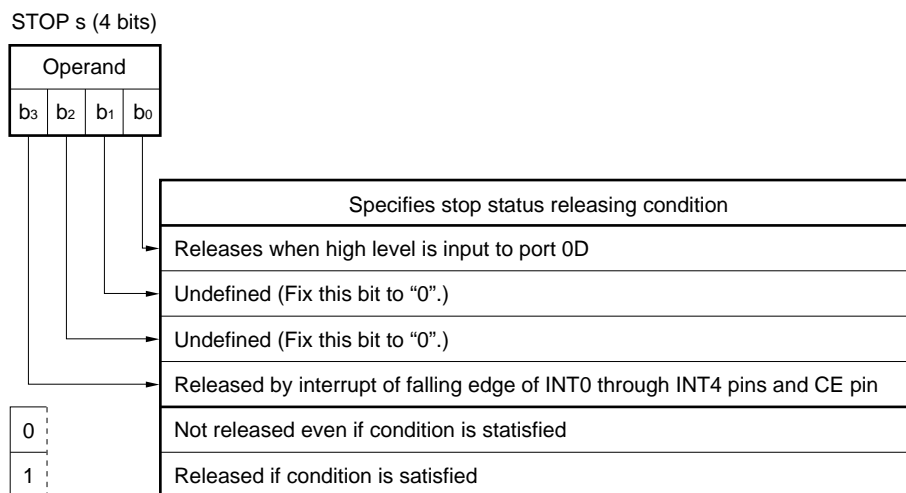 STOP s (4 bits)
Operand
b3 b2 b1 b0
Specifies stop status releasing condition
Releases when high level is input to port 0D
Undefined (Fix this bit to “0”.)
Undefined (Fix this bit to “0”.)
Released by interrupt of falling edge of INT0 through INT4 pins and CE pin
0 Not released even if condition is statisfied
1 Released if condition is satisfied